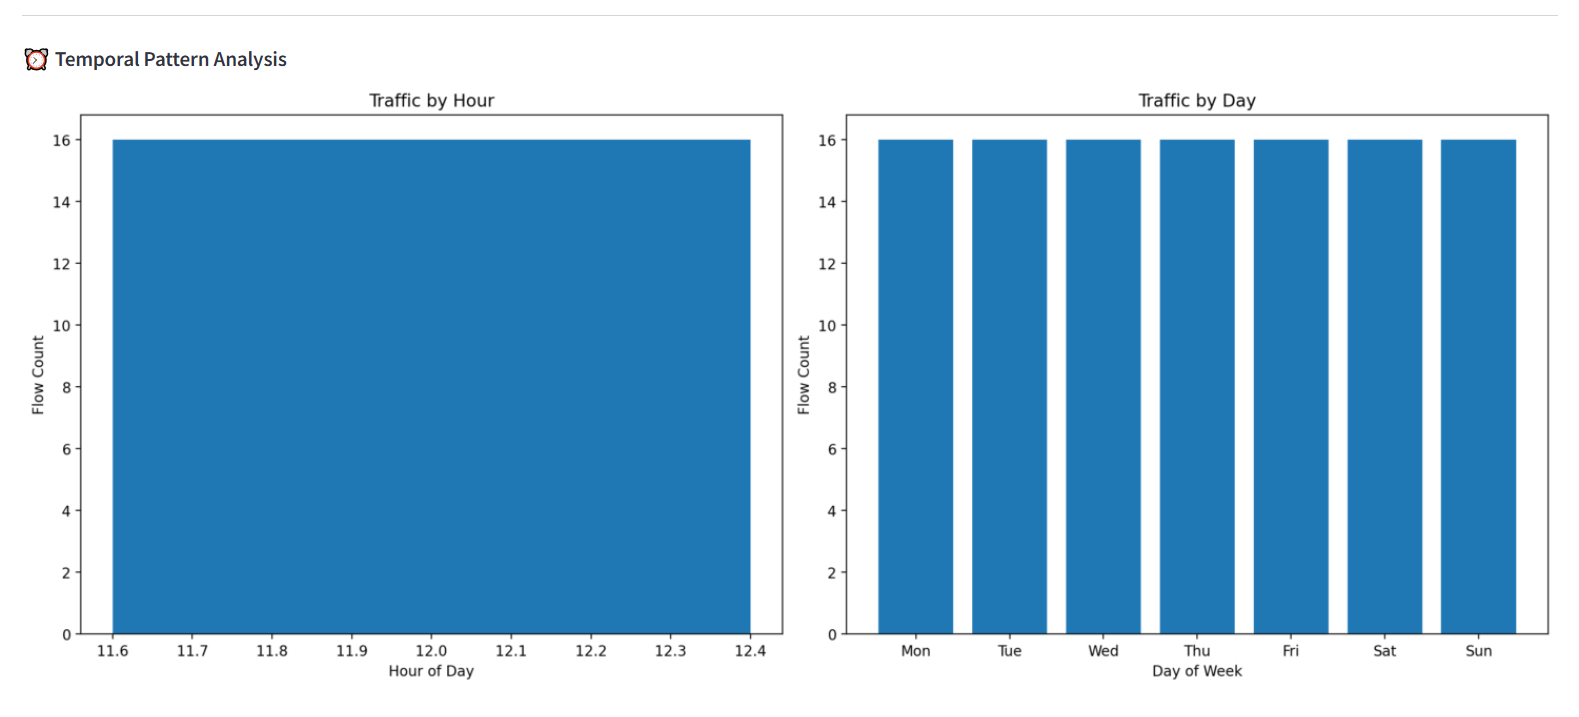 ⏰ Temporal Pattern Analysis
Traffic by Hour
16
14
12
10
8
6
4
2
0
Flow Count
11.6 11.7 11.8 11.9 12.0 12.1 12.2 12.3 12.4
Hour of Day
Traffic by Day
16
14
12
10
8
6
4
2
0
Flow Count
Mon Tue Wed Thu Fri Sat Sun
Day of Week